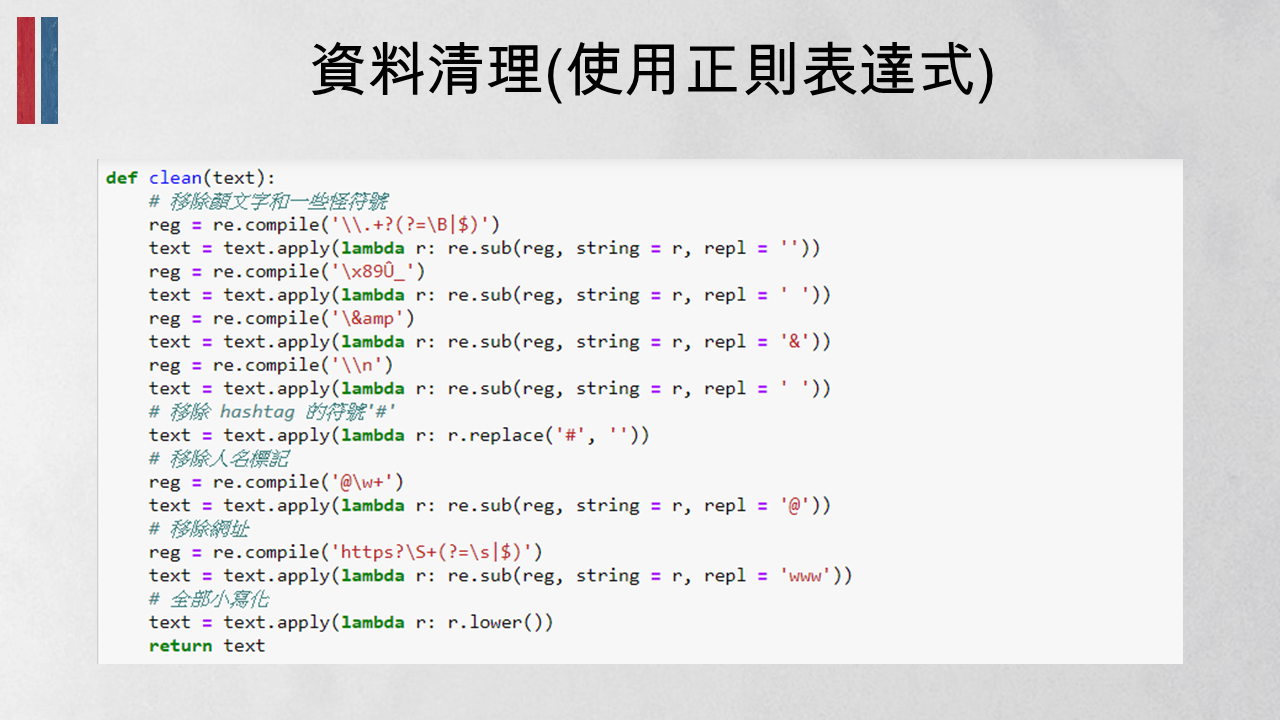 資料清理(使用正則表達式)
def clean(text):
    # 移除顏文字和一些怪符號
    reg = re.compile('\\.+?(?=\B|$)')
    text = text.apply(lambda r: re.sub(reg, string = r, repl = ''))
    reg = re.compile('\x89Û_')
    text = text.apply(lambda r: re.sub(reg, string = r, repl = ' '))
    reg = re.compile('\&amp')
    text = text.apply(lambda r: re.sub(reg, string = r, repl = '&'))
    reg = re.compile('\\n')
    text = text.apply(lambda r: re.sub(reg, string = r, repl = ' '))
    # 移除 hashtag 的符號'#'
    text = text.apply(lambda r: r.replace('#', ''))
    # 移除人名標記
    reg = re.compile('@\w+')
    text = text.apply(lambda r: re.sub(reg, string = r, repl = '@'))
    # 移除網址
    reg = re.compile('https?\S+(?=\s|$)')
    text = text.apply(lambda r: re.sub(reg, string = r, repl = 'www'))
    # 全部小寫化
    text = text.apply(lambda r: r.lower())
    return text